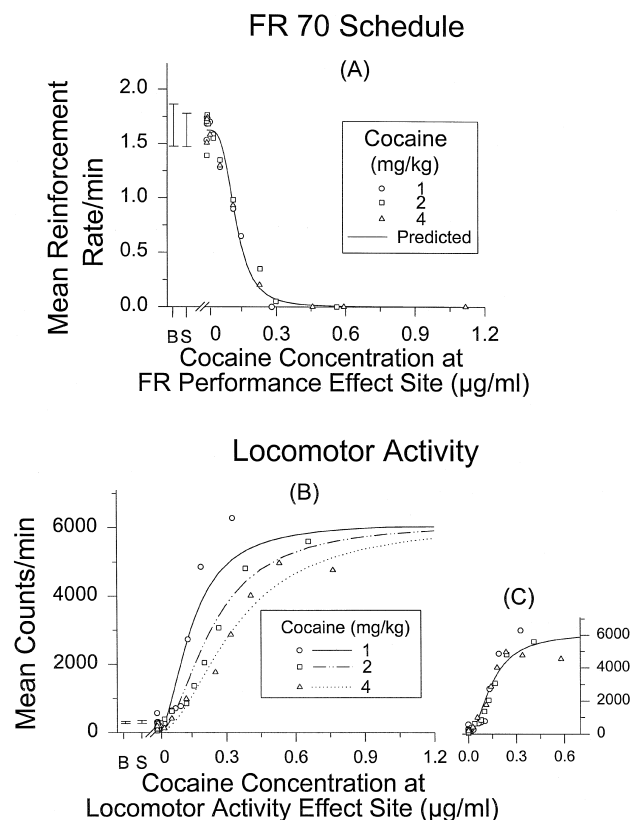 FR 70 Schedule
(A)
Mean Reinforcement
Rate/min
2.0
1.5
1.0
0.5
0.0
Cocaine
(mg/kg)
1
2
4
Predicted
B S 0 0.3 0.6 0.9 1.2
Cocaine Concentration at
FR Performance Effect Site (µg/ml)
Locomotor Activity
(B)
Mean Counts/min
6000
4000
2000
0
Cocaine (mg/kg)
1
2
4
B S 0 0.3 0.6 0.9 1.2
Cocaine Concentration at
Locomotor Activity Effect Site (µg/ml)
(C)
6000
4000
2000
0
0.0 0.3 0.6